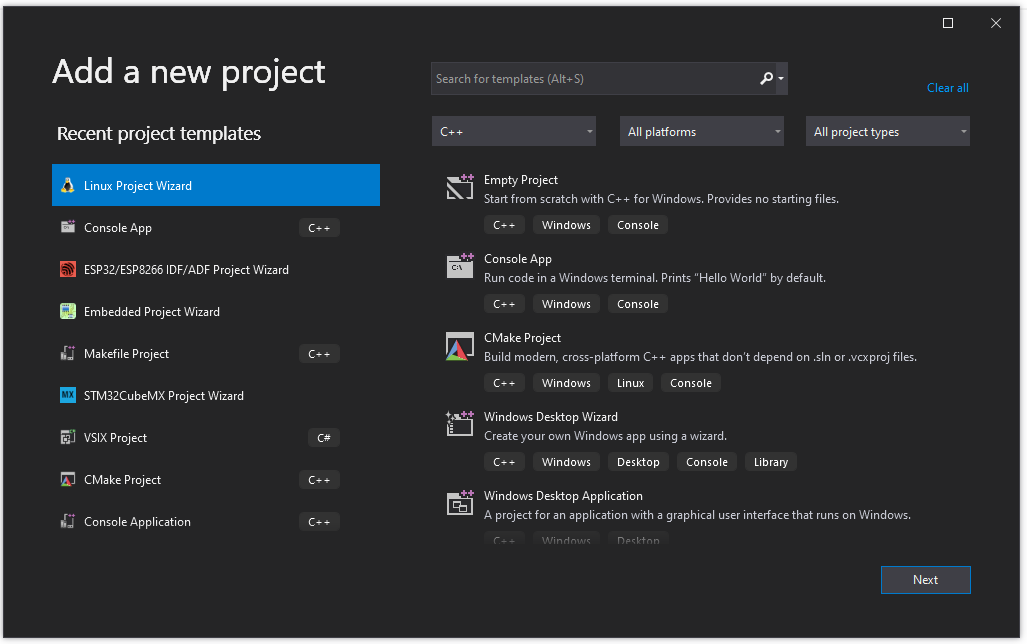 Add a new project
Search for templates (Alt+S)
Clear all
Recent project templates
C++
All platforms
All project types
Linux Project Wizard
Console App
C++
ESP32/ESP8266 IDF/ADF Project Wizard
Embedded Project Wizard
Makefile Project
C++
MX
STM32CubeMX Project Wizard
VSIX Project
C#
CMake Project
C++
Console Application
C++
Empty Project
Start from scratch with C++ for Windows. Provides no starting files.
C++ Windows Console
C:\
Console App
Run code in a Windows terminal. Prints “Hello World” by default.
C++ Windows Console
CMake Project
Build modern, cross-platform C++ apps that don’t depend on .sln or .vcxproj files.
C++ Windows Linux Console
Windows Desktop Wizard
Create your own Windows app using a wizard.
C++ Windows Desktop Console Library
Windows Desktop Application
A project for an application with a graphical user interface that runs on Windows.
C++ Windows Desktop
Next